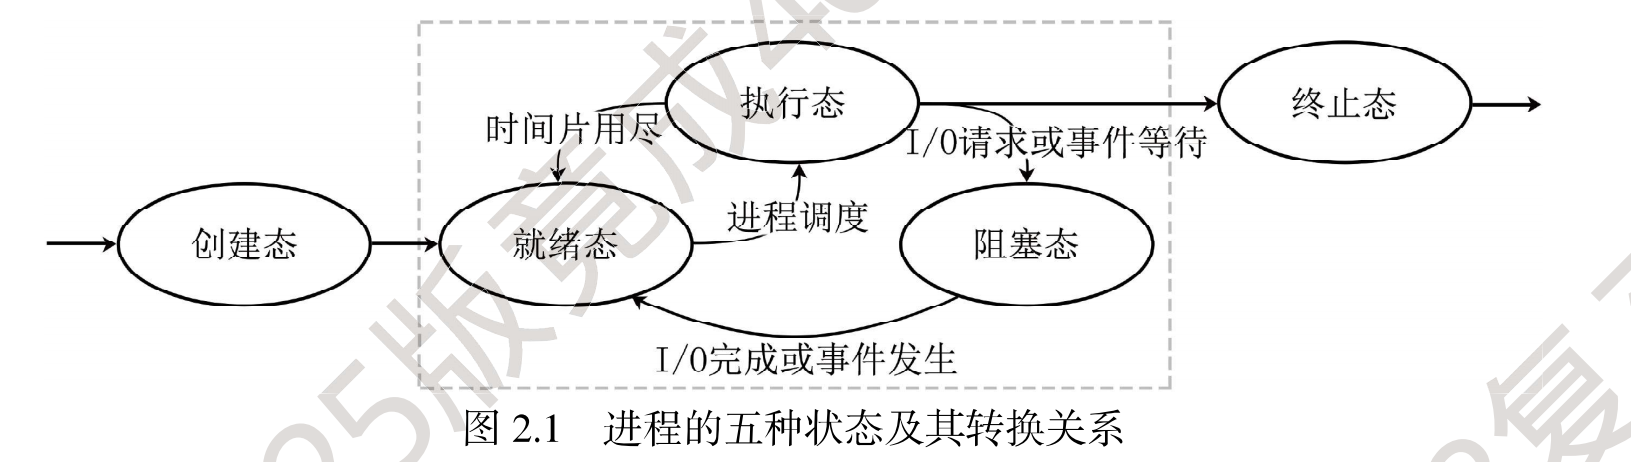 执行态
终止态
时间片用尽
I/O请求或事件等待
进程调度
创建态
就绪态
阻塞态
I/O完成或事件发生
图 2.1 进程的五种状态及其转换关系
25版竟成4
复